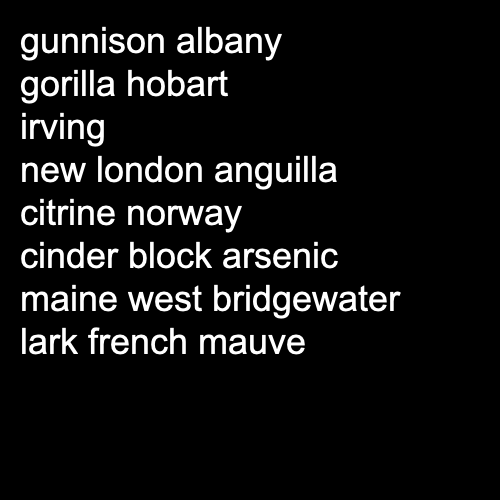 gunnison albany
gorilla hobart
irving
new london anguilla
citrine norway
cinder block arsenic
maine west bridgewater
lark french mauve